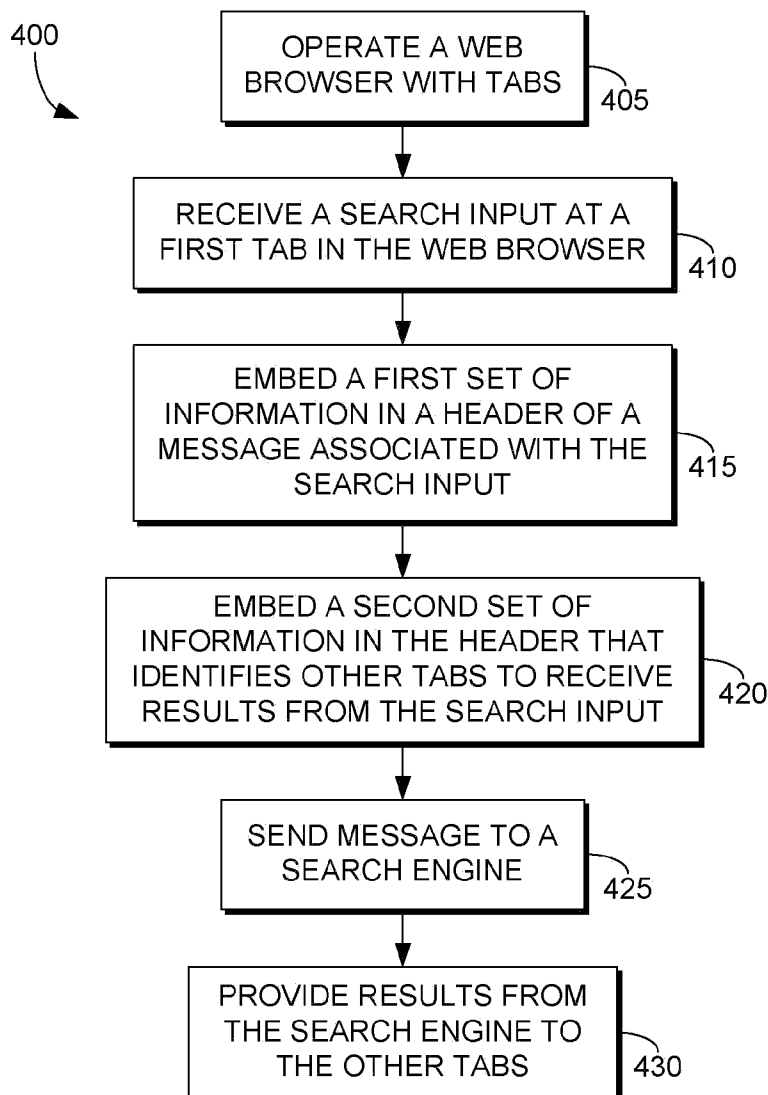 400
OPERATE A WEB
BROWSER WITH TABS
405
RECEIVE A SEARCH INPUT AT A
FIRST TAB IN THE WEB BROWSER
410
EMBED A FIRST SET OF
INFORMATION IN A HEADER OF A
MESSAGE ASSOCIATED WITH THE
SEARCH INPUT
415
EMBED A SECOND SET OF
INFORMATION IN THE HEADER THAT
IDENTIFIES OTHER TABS TO RECEIVE
RESULTS FROM THE SEARCH INPUT
420
SEND MESSAGE TO A
SEARCH ENGINE
425
PROVIDE RESULTS FROM
THE SEARCH ENGINE TO
THE OTHER TABS
430